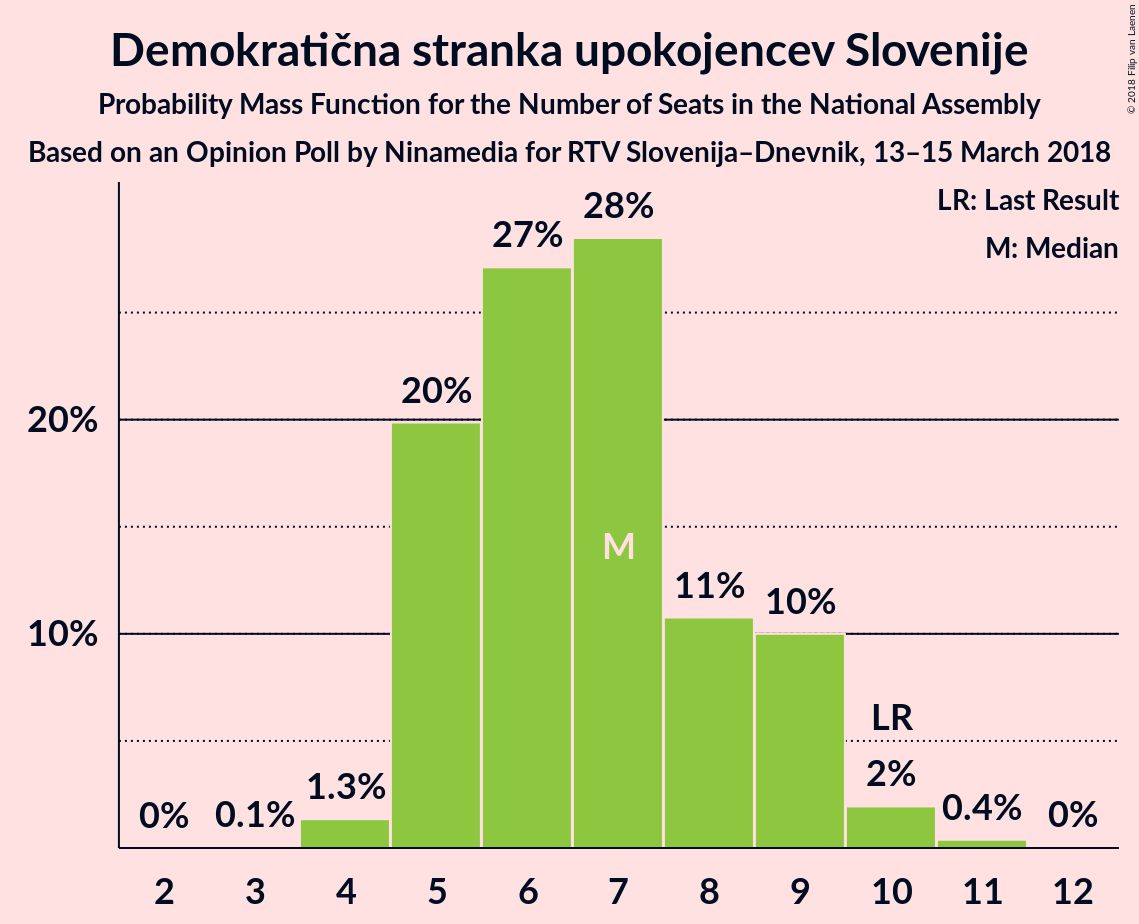 Demokratična stranka upokojencev Slovenije
Probability Mass Function for the Number of Seats in the National Assembly
Based on an Opinion Poll by Ninamedia for RTV Slovenija–Dnevnik, 13–15 March 2018
© 2018 Filip van Laenen
LR: Last Result
M: Median
28%
27%
20%
20%
M
11%
10%
10%
LR
2%
1.3%
0.4%
0%
0.1%
0%
2 3 4 5 6 7 8 9 10 11 12